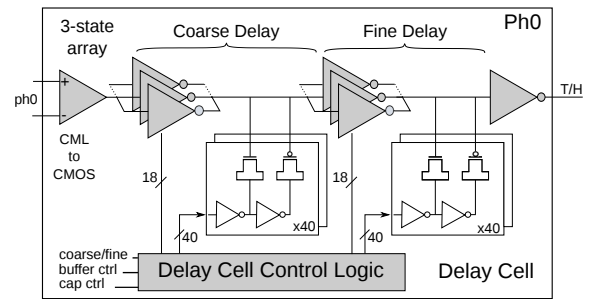 3-state
array
Coarse Delay
Fine Delay
Ph0
+
-
ph0
T/H
CML
to
CMOS
18
18
x40
x40
40
40
coarse/fine
buffer ctrl
cap ctrl
Delay Cell Control Logic
Delay Cell